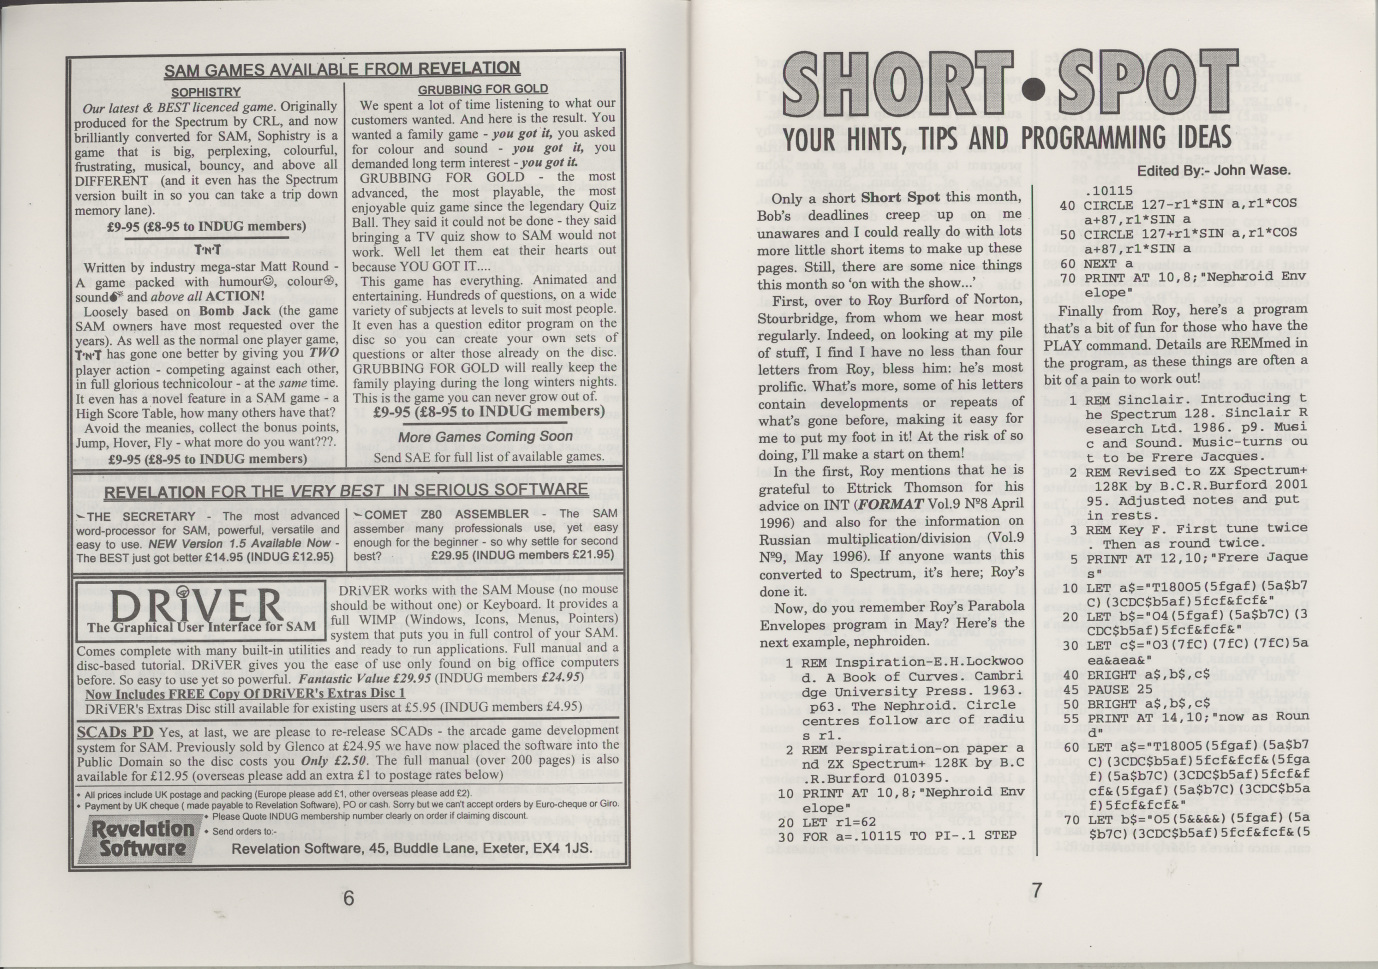 SAM GAMES AVAILABLE FROM REVELATION
SOPHISTRY
Our latest & BEST licenced game. Originally
produced for the Spectrum by CRL, and now
brilliantly converted for SAM, Sophistry is a
game that is big, perplexing, colourful,
frustrating, musical, bouncy, and above all
DIFFERENT (and it even has the Spectrum
version built in so you can take a trip down
memory lane).
£9-95 (£8-95 to INDUG members)
T'N'T
Written by industry mega-star Matt Round -
A game packed with humour☺, colour, 
sound and above all ACTION!
Loosely based on Bomb Jack (the game
SAM owners have most requested over the
years). As well as the normal one player game,
T'N'T has gone one better by giving you TWO
player action - competing against each other,
in full glorious technicolour - at the same time.
It even has a novel feature in a SAM game - a
High Score Table, how many others have that?
Avoid the meanies, collect the bonus points,
Jump, Hover, Fly - what more do you want???.
£9-95 (£8-95 to INDUG members)
GRUBBING FOR GOLD
We spent a lot of time listening to what our
customers wanted. And here is the result. You
wanted a family game - you got it, you asked
for colour and sound - you got it, you
demanded long term interest - you got it.
GRUBBING FOR GOLD - the most
advanced, the most playable, the most
enjoyable quiz game since the legendary Quiz
Ball. They said it could not be done - they said
bringing a TV quiz show to SAM would not
work. Well let them eat their hearts out
because YOU GOT IT....
This game has everything. Animated and
entertaining. Hundreds of questions, on a wide
variety of subjects at levels to suit most people.
It even has a question editor program on the
disc so you can create your own sets of
questions or alter those already on the disc.
GRUBBING FOR GOLD will really keep the
family playing during the long winters nights.
This is the game you can never grow out of.
£9-95 (£8-95 to INDUG members)
More Games Coming Soon
Send SAE for full list of available games.
REVELATION FOR THE VERY BEST IN SERIOUS SOFTWARE
THE SECRETARY - The most advanced
word-processor for SAM, powerful, versatile and
easy to use. NEW Version 1.5 Available Now -
The BEST just got better £14.95 (INDUG £12.95)
COMET Z80 ASSEMBLER - The SAM
assember many professionals use, yet easy
enough for the beginner - so why settle for second
best? £29.95 (INDUG members £21.95)
DRiVER
The Graphical User Interface for SAM
DRiVER works with the SAM Mouse (no mouse
should be without one) or Keyboard. It provides a
full WIMP (Windows, Icons, Menus, Pointers)
system that puts you in full control of your SAM.
Comes complete with many built-in utilities and ready to run applications. Full manual and a
disc-based tutorial. DRiVER gives you the ease of use only found on big office computers
before. So easy to use yet so powerful. Fantastic Value £29.95 (INDUG members £24.95)
Now Includes FREE Copy Of DRiVER's Extras Disc 1
DRiVER's Extras Disc still available for existing users at £5.95 (INDUG members £4.95)
SCADs PD Yes, at last, we are please to re-release SCADs - the arcade game development
system for SAM. Previously sold by Glenco at £24.95 we have now placed the software into the
Public Domain so the disc costs you Only £2.50. The full manual (over 200 pages) is also
available for £12.95 (overseas please add an extra £1 to postage rates below)
• All prices include UK postage and packing (Europe please add £1, other overseas please add £2).
• Payment by UK cheque ( made payable to Revelation Software), PO or cash. Sorry but we can't accept orders by Euro-cheque or Giro.
• Please Quote INDUG membership number clearly on order if claiming discount.
• Send orders to:-
Revelation
Software
Revelation Software, 45, Buddle Lane, Exeter, EX4 1JS.
6
SHORT • SPOT
YOUR HINTS, TIPS AND PROGRAMMING IDEAS
Edited By:- John Wase.
Only a short Short Spot this month,
Bob's deadlines creep up on me
unawares and I could really do with lots
more little short items to make up these
pages. Still, there are some nice things
this month so 'on with the show...'
First, over to Roy Burford of Norton,
Stourbridge, from whom we hear most
regularly. Indeed, on looking at my pile
of stuff, I find I have no less than four
letters from Roy, bless him: he's most
prolific. What's more, some of his letters
contain developments or repeats of
what's gone before, making it easy for
me to put my foot in it! At the risk of so
doing, I'll make a start on them!
In the first, Roy mentions that he is
grateful to Ettrick Thomson for his
advice on INT (FORMAT Vol.9 Nº8 April
1996) and also for the information on
Russian multiplication/division (Vol.9
Nº9, May 1996). If anyone wants this
converted to Spectrum, it's here; Roy's
done it.
Now, do you remember Roy's Parabola
Envelopes program in May? Here's the
next example, nephroiden.
1 REM Inspiration-E.H.Lockwoo
d. A Book of Curves. Cambri
dge University Press. 1963.
p63. The Nephroid. Circle
centres follow arc of radiu
s r1.
2 REM Perspiration-on paper a
nd ZX Spectrum+ 128K by B.C
.R.Burford 010395.
10 PRINT AT 10,8;"Nephroid Env
elope"
20 LET r1=62
30 FOR a=.10115 TO PI-.1 STEP
.10115
40 CIRCLE 127-r1*SIN a,r1*COS
a+87,r1*SIN a
50 CIRCLE 127+r1*SIN a,r1*COS
a+87,r1*SIN a
60 NEXT a
70 PRINT AT 10,8;"Nephroid Env
elope"
Finally from Roy, here's a program
that's a bit of fun for those who have the
PLAY command. Details are REMmed in
the program, as these things are often a
bit of a pain to work out!
1 REM Sinclair. Introducing t
he Spectrum 128. Sinclair R
esearch Ltd. 1986. p9. Musi
c and Sound. Music-turns ou
t to be Frere Jacques.
2 REM Revised to ZX Spectrum+
128K by B.C.R.Burford 2001
95. Adjusted notes and put
in rests.
3 REM Key F. First tune twice
. Then as round twice.
5 PRINT AT 12,10;"Frere Jaque
s"
10 LET a$="T180O5(5fgaf)(5a$b7
C)(3CDC$b5af)5fcf&fcf&"
20 LET b$="O4(5fgaf)(5a$b7C)(3
CDC$b5af)5fcf&fcf&"
30 LET c$="O3(7fC)(7fC)(7fC)5a
ea&aea&"
40 BRIGHT a$,b$,c$
45 PAUSE 25
50 BRIGHT a$,b$,c$
55 PRINT AT 14,10;"now as Roun
d"
60 LET a$="T180O5(5fgaf)(5a$b7
C)(3CDC$b5af)5fcf&fcf&(5fga
f)(5a$b7C)(3CDC$b5af)5fcf&f
cf&(5fgaf)(5a$b7C)(3CDC$b5a
f)5fcf&fcf&"
70 LET b$="O5(5&&&&)(5fgaf)(5a
$b7C)(3CDC$b5af)5fcf&fcf&(5
7